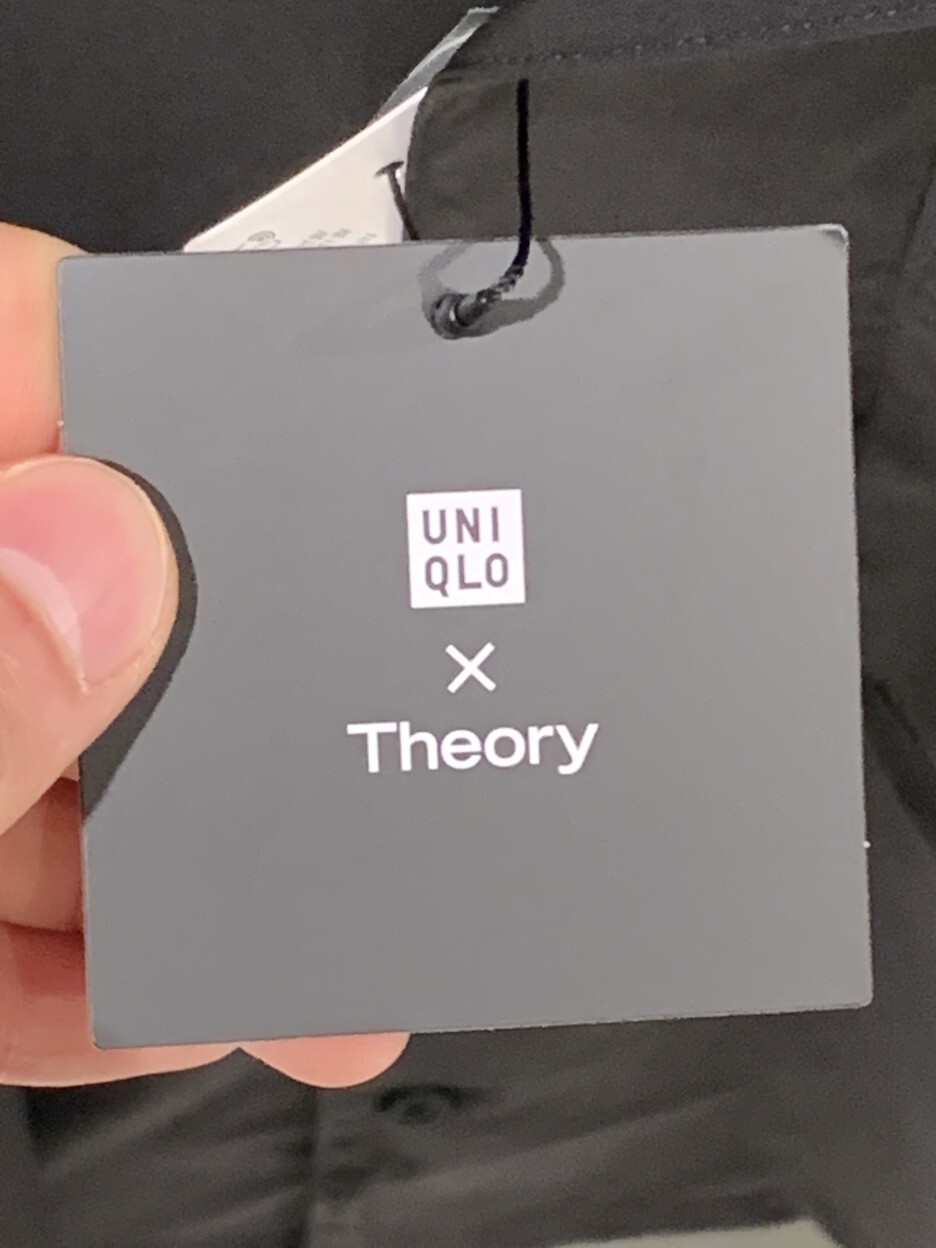 UNI
QLO
×
Theory